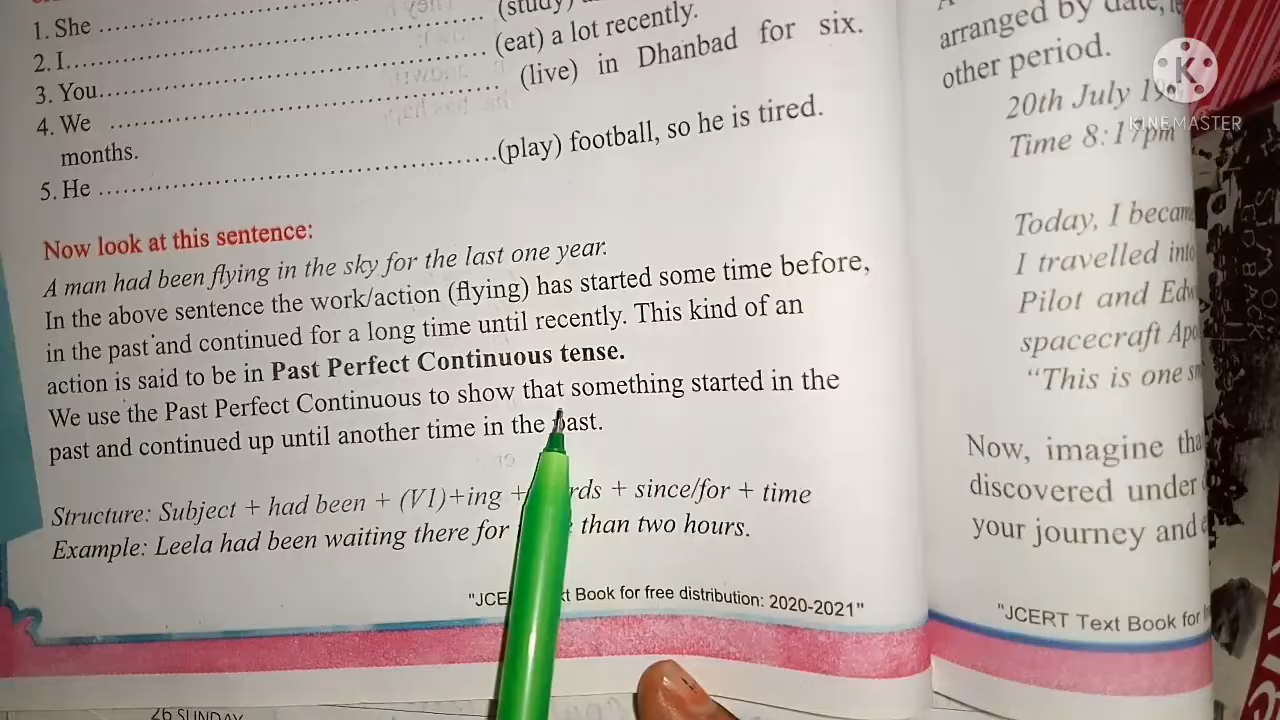 1. She ........................................ (study)
2. I........................................ (eat) a lot recently.
3. You........................................ (live) in Dhanbad for six.
4. We ........................................
months.
5. He ........................................(play) football, so he is tired.
Now look at this sentence:
A man had been flying in the sky for the last one year.
In the above sentence the work/action (flying) has started some time before,
in the past and continued for a long time until recently. This kind of an
action is said to be in Past Perfect Continuous tense.
We use the Past Perfect Continuous to show that something started in the
past and continued up until another time in the past.
Structure: Subject + had been + (V1)+ing + + since/for + time
Example: Leela had been waiting there for than two hours.
Book for free distribution: 2020-2021"
26 SUNDAY
arranged by date,
other period.
20th July
Time 8:17pm
Today, I
I travelled into
Pilot and
spacecraft
"This is one
Now, imagine
discovered under
your journey and
"JCERT Text Book for
KINEMASTER